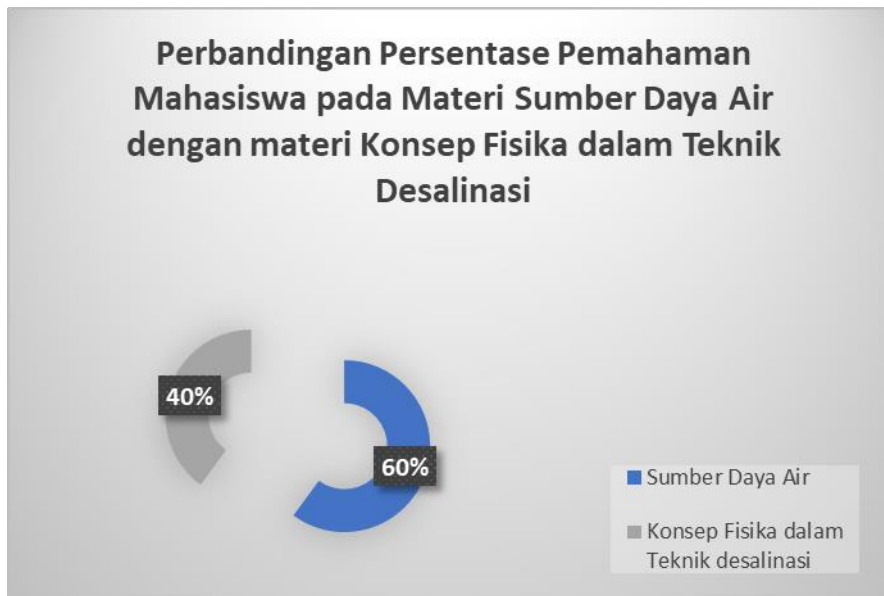 Perbandingan Persentase Pemahaman
Mahasiswa pada Materi Sumber Daya Air
dengan materi Konsep Fisika dalam Teknik
Desalinasi
40%
60%
Sumber Daya Air
Konsep Fisika dalam
Teknik desalinasi